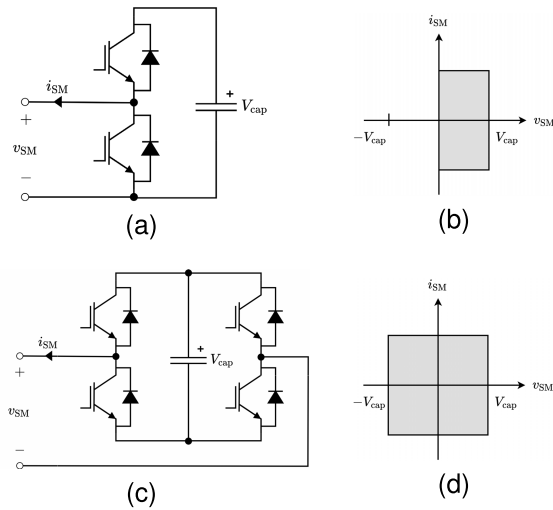 i_SM
+
v_SM
−
+
V_cap
(a)
i_SM
v_SM
−V_cap
V_cap
(b)
i_SM
+
v_SM
−
+
V_cap
(c)
i_SM
v_SM
−V_cap
V_cap
(d)